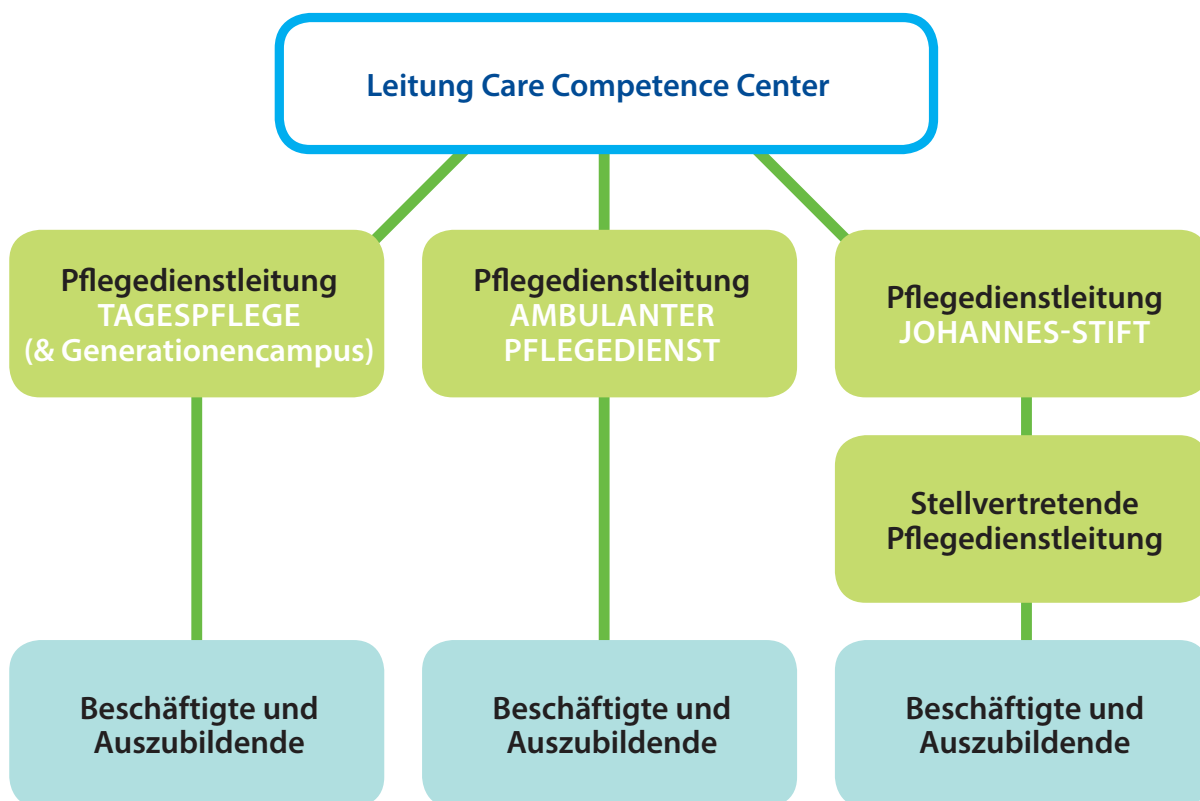 Leitung Care Competence Center
Pflegedienstleitung
TAGESPFLEGE
(& Generationencampus)
Pflegedienstleitung
AMBULANTER
PFLEGEDIENST
Pflegedienstleitung
JOHANNES-STIFT
Stellvertretende
Pflegedienstleitung
Beschäftigte und
Auszubildende
Beschäftigte und
Auszubildende
Beschäftigte und
Auszubildende